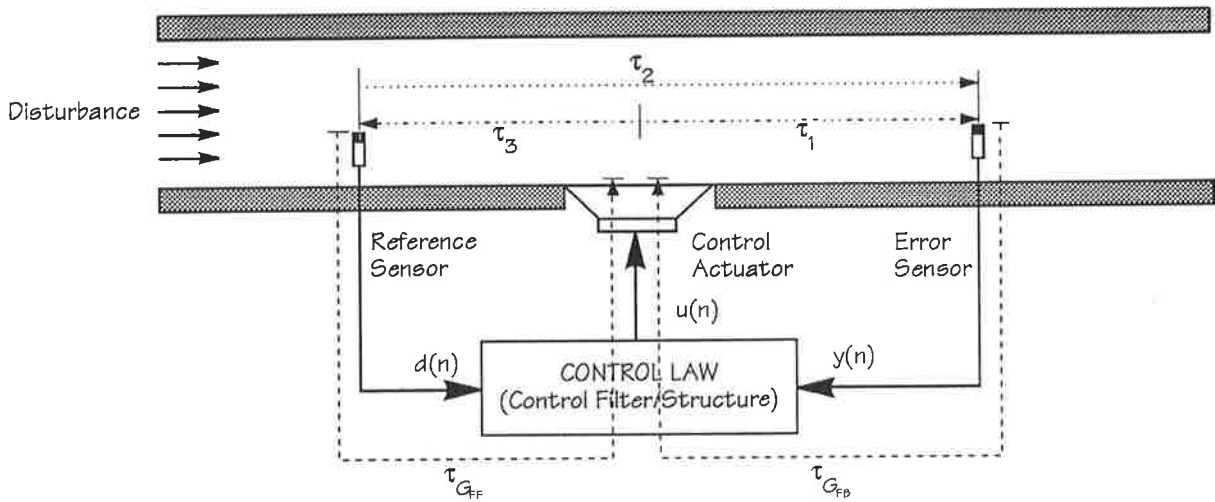 τ2
Disturbance
τ3
τ1
Reference
Sensor
Control
Actuator
Error
Sensor
u(n)
d(n)
y(n)
CONTROL LAW
(Control Filter/Structure)
τGFF
τGFB